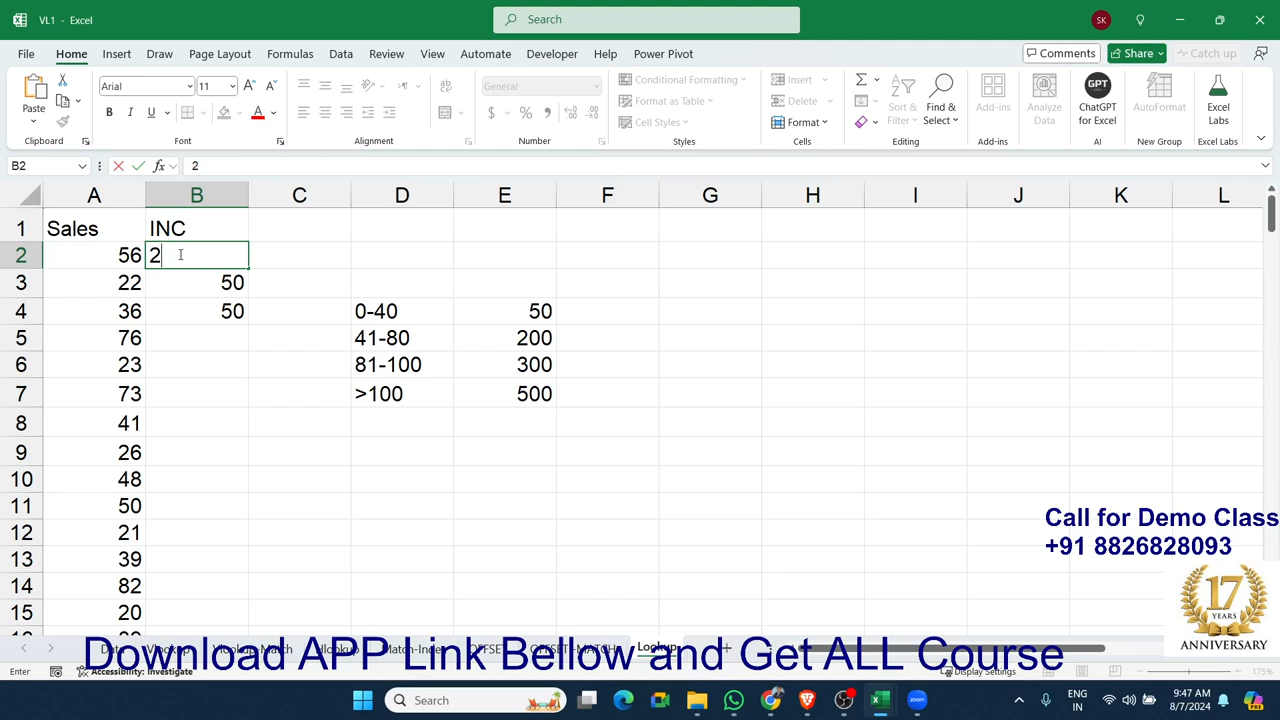 VL1 - Excel
Search
SK
File Home Insert Draw Page Layout Formulas Data Review View Automate Developer Help Power Pivot
Comments Share Catch up
Paste
Arial 11
General
Conditional Formatting
Format as Table
Cell Styles
Insert
Delete
Format
Sort & Filter
Find & Select
Add-ins
Analyze Data
ChatGPT for Excel
AutoFormat
Excel Labs
Clipboard Font Alignment Number Styles Cells Editing Add-ins AI New Group Excel Labs
B2 fx 2
A B C D E F G H I J K L
1 Sales INC
2 56 2
3 22 50
4 36 50 0-40 50
5 76 41-80 200
6 23 81-100 300
7 73 >100 500
8 41
9 26
10 48
11 50
Call for Demo Class
12 21
+91 8826828093
13 39
14 82
15 20
17 YEARS ANNIVERSARY
Lookup
Download APP Link Bellow and Get ALL Course
Enter Accessibility: Investigate Display Settings 175%
Search
ENG IN
9:47 AM
8/7/2024